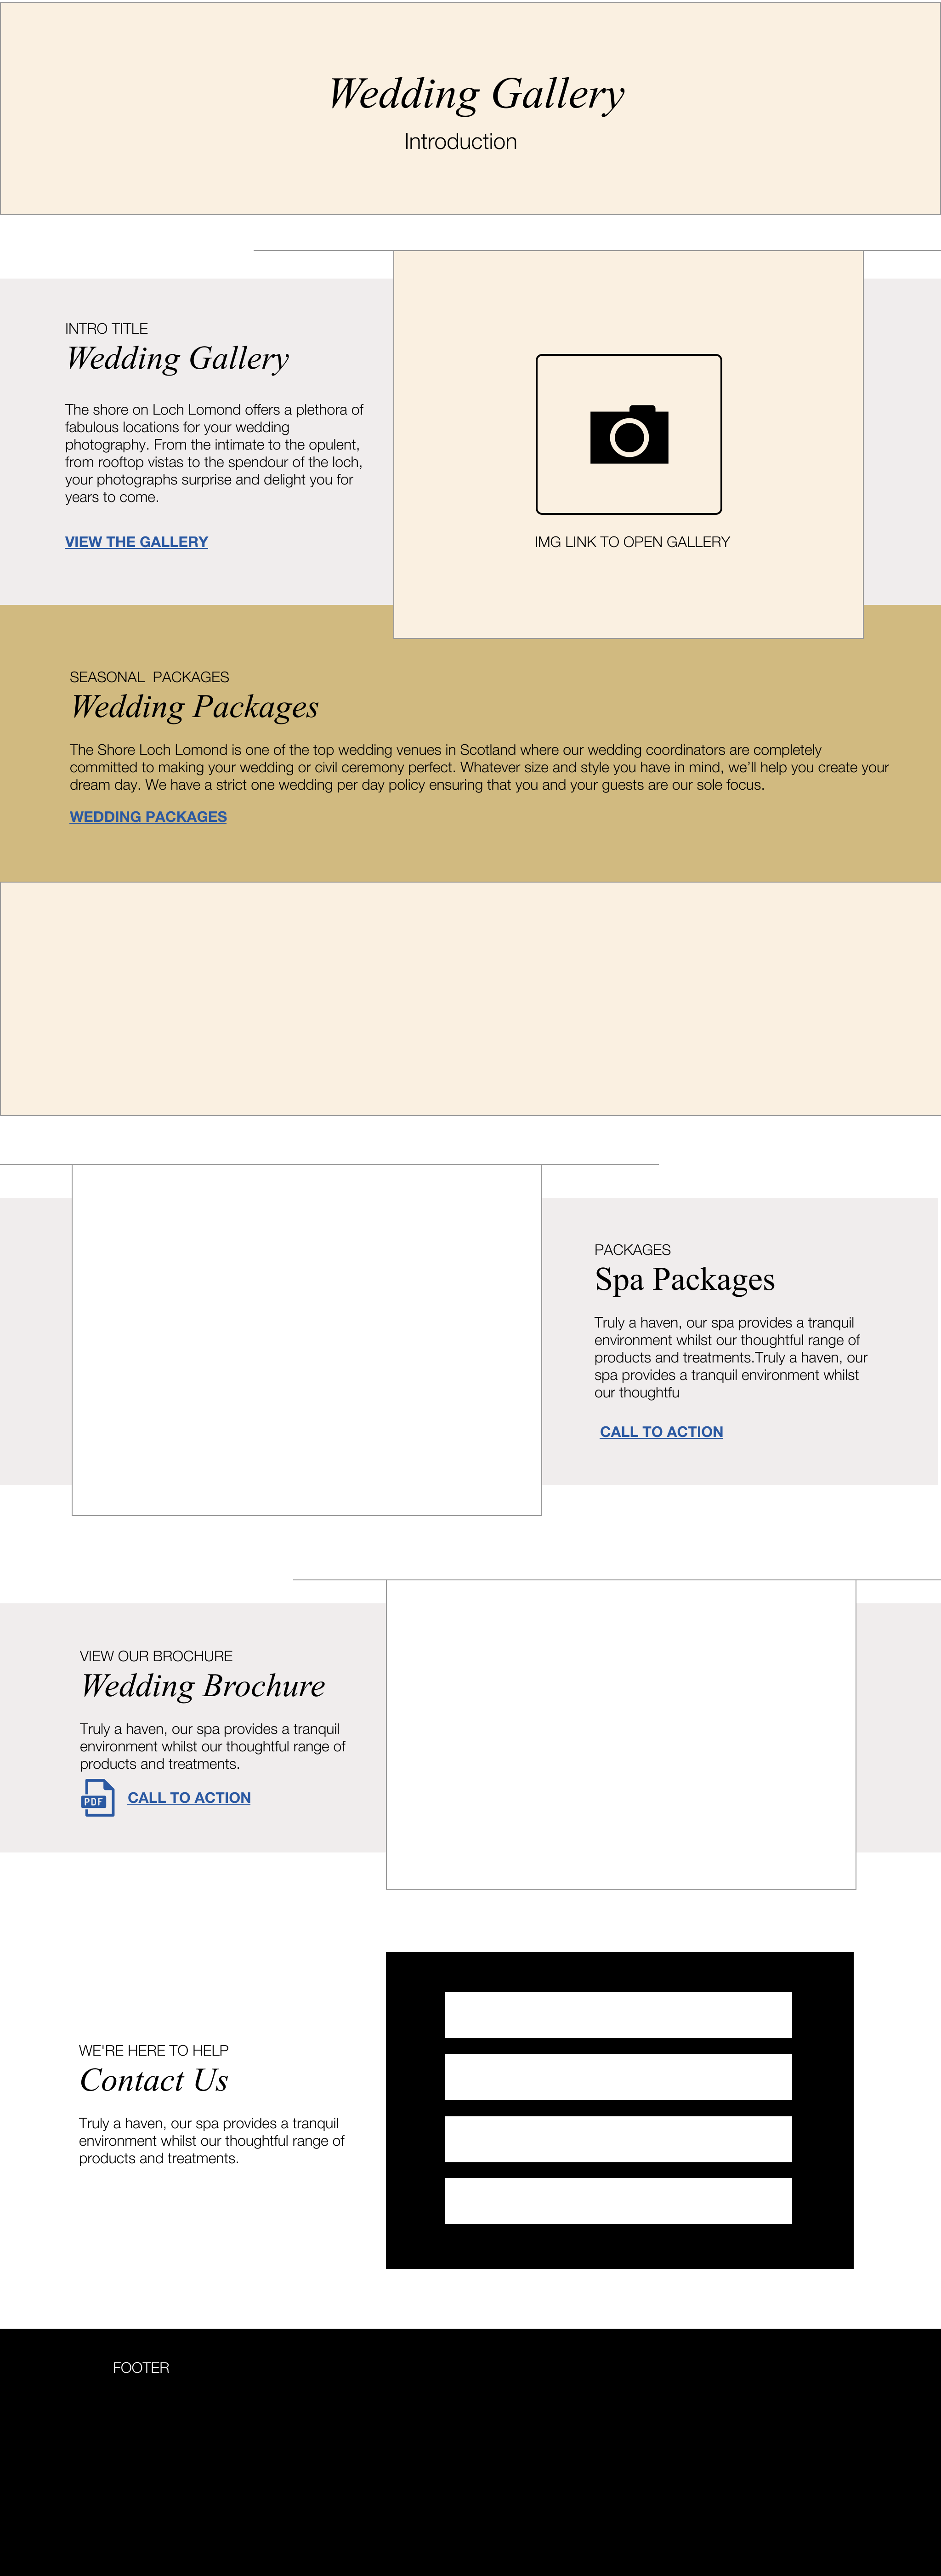 Wedding Gallery
Introduction
INTRO TITLE
Wedding Gallery
The shore on Loch Lomond offers a plethora of
fabulous locations for your wedding
photography. From the intimate to the opulent,
from rooftop vistas to the spendour of the loch,
your photographs surprise and delight you for
years to come.
VIEW THE GALLERY
IMG LINK TO OPEN GALLERY
SEASONAL  PACKAGES
Wedding Packages
The Shore Loch Lomond is one of the top wedding venues in Scotland where our wedding coordinators are completely
committed to making your wedding or civil ceremony perfect. Whatever size and style you have in mind, we’ll help you create your
dream day. We have a strict one wedding per day policy ensuring that you and your guests are our sole focus.
WEDDING PACKAGES
PACKAGES
Spa Packages
Truly a haven, our spa provides a tranquil
environment whilst our thoughtful range of
products and treatments.Truly a haven, our
spa provides a tranquil environment whilst
our thoughtfu
CALL TO ACTION
VIEW OUR BROCHURE
Wedding Brochure
Truly a haven, our spa provides a tranquil
environment whilst our thoughtful range of
products and treatments.
PDF CALL TO ACTION
WE'RE HERE TO HELP
Contact Us
Truly a haven, our spa provides a tranquil
environment whilst our thoughtful range of
products and treatments.
FOOTER